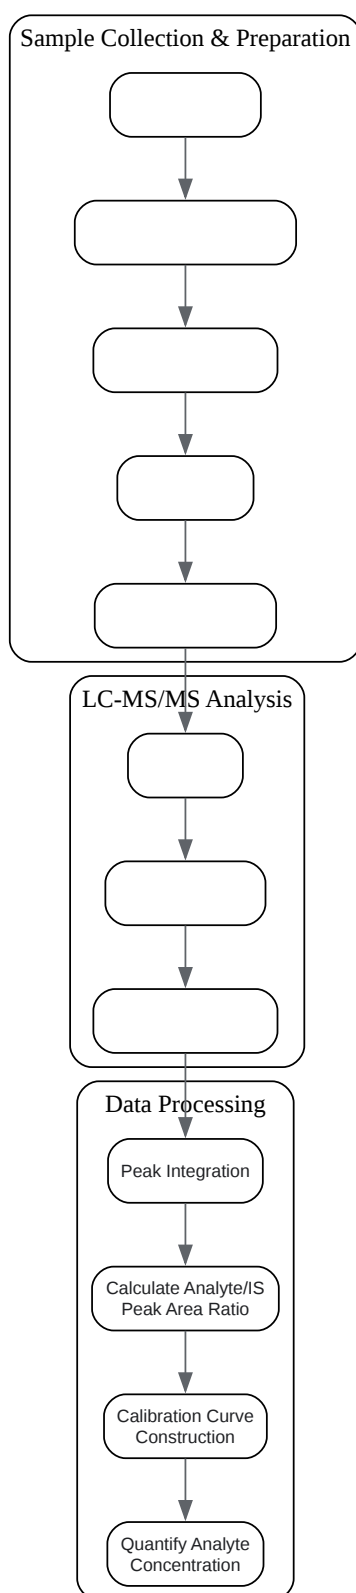 Sample Collection & Preparation
LC-MS/MS Analysis
Data Processing
Peak Integration
Calculate Analyte/IS
Peak Area Ratio
Calibration Curve
Construction
Quantify Analyte
Concentration